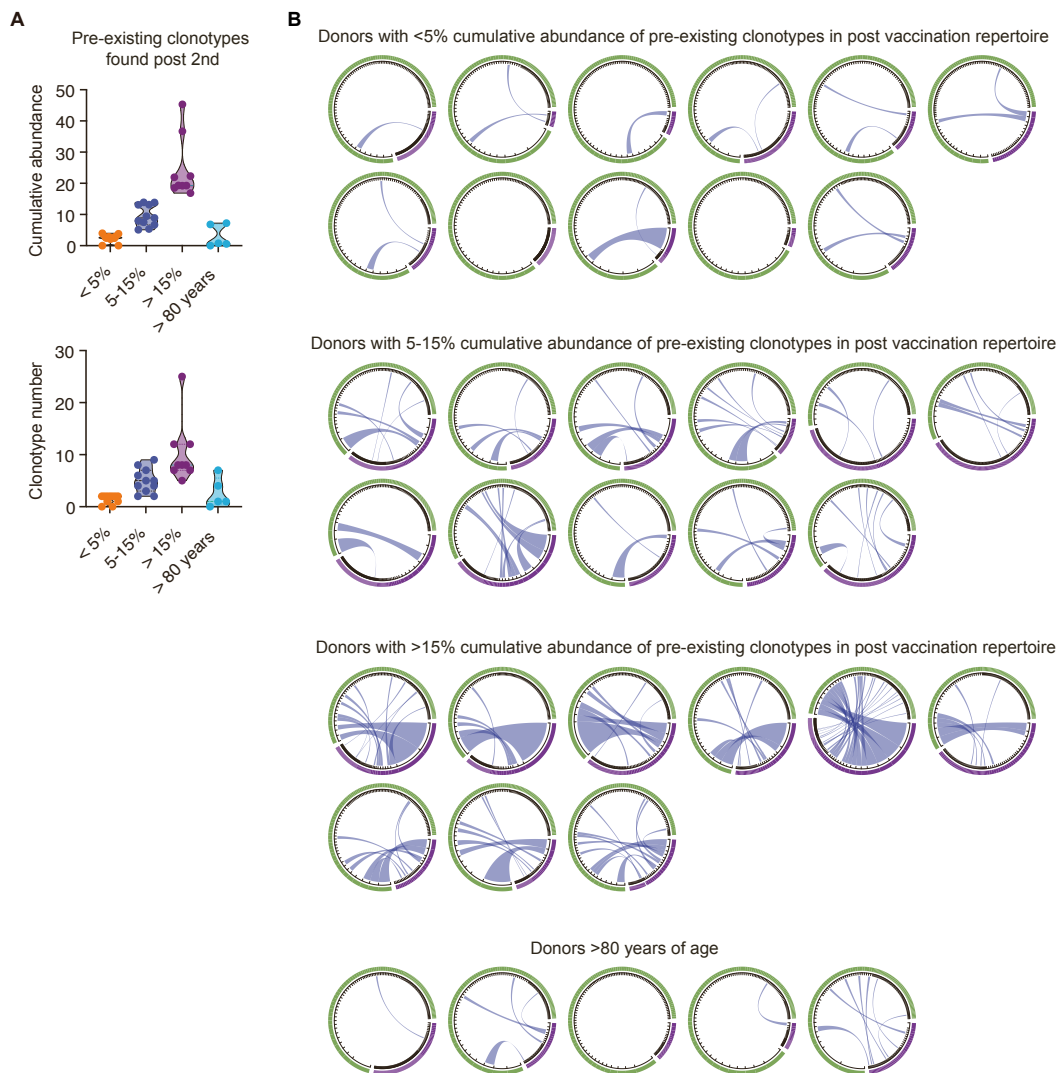 A
Pre-existing clonotypes
found post 2nd
Cumulative abundance
50
40
30
20
10
0
< 5%
5-15%
> 15%
> 80 years
Clonotype number
30
20
10
0
< 5%
5-15%
> 15%
> 80 years
B
Donors with <5% cumulative abundance of pre-existing clonotypes in post vaccination repertoire
Donors with 5-15% cumulative abundance of pre-existing clonotypes in post vaccination repertoire
Donors with >15% cumulative abundance of pre-existing clonotypes in post vaccination repertoire
Donors >80 years of age